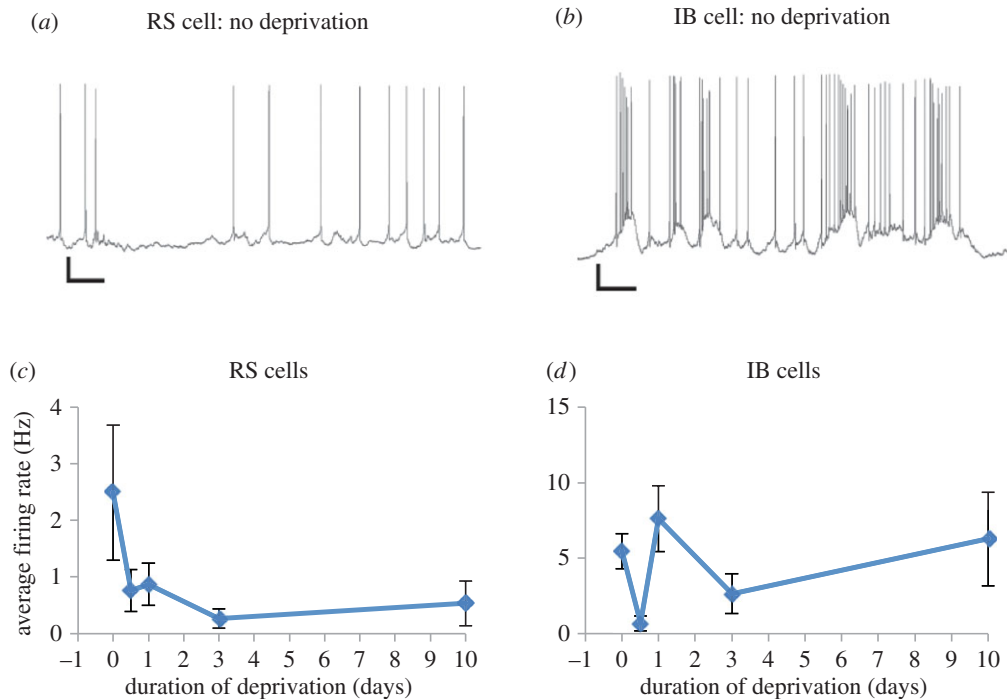 (a) RS cell: no deprivation
(b) IB cell: no deprivation
(c) RS cells
average firing rate (Hz)
4
3
2
1
0
–1 0 1 2 3 4 5 6 7 8 9 10
duration of deprivation (days)
(d) IB cells
15
10
5
0
–1 0 1 2 3 4 5 6 7 8 9 10
duration of deprivation (days)